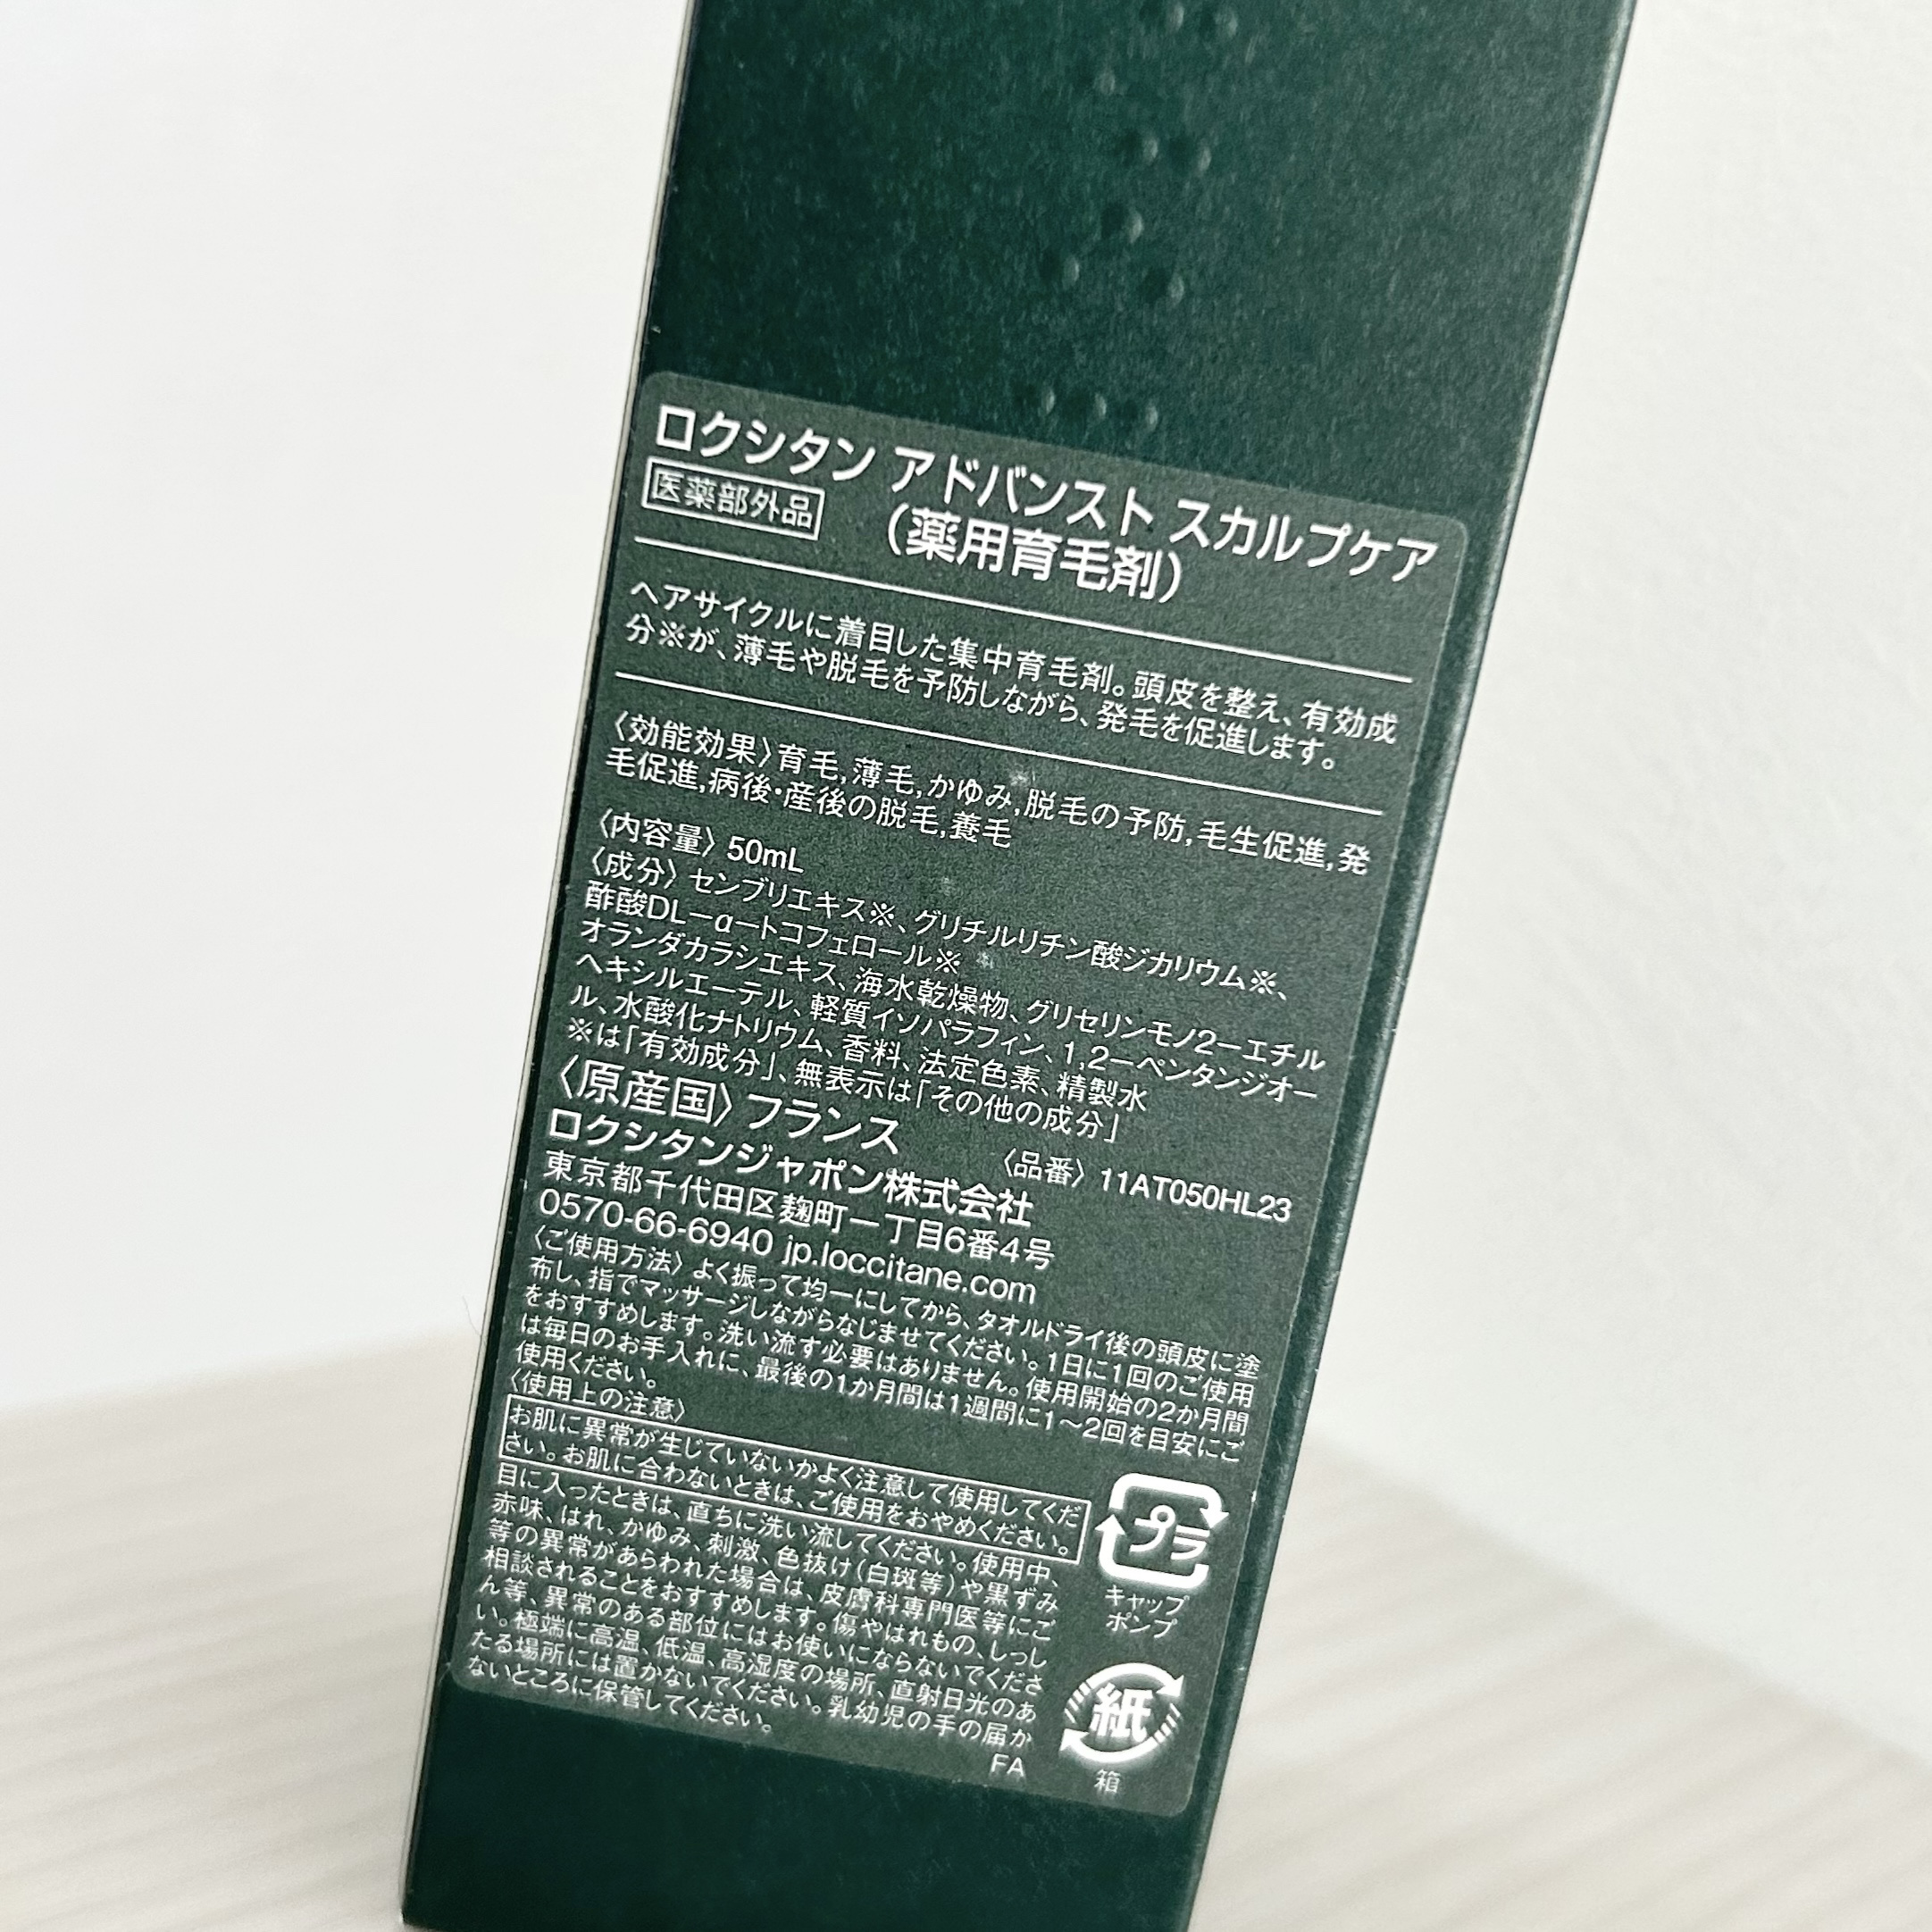 ロクシタン アドバンスト スカルプケア
医薬部外品 （薬用育毛剤）
ヘアサイクルに着目した集中育毛剤。頭皮を整え、有効成
分※が、薄毛や脱毛を予防しながら、発毛を促進します。
〈効能効果〉育毛,薄毛,かゆみ,脱毛の予防,毛生促進,発
毛促進,病後・産後の脱毛,養毛
〈内容量〉50mL
〈成分〉センブリエキス※、グリチルリチン酸ジカリウム※、
酢酸DL－α－トコフェロール※
オランダカラシエキス、海水乾燥物、グリセリンモノ2－エチル
ヘキシルエーテル、軽質イソパラフィン、1,2－ペンタンジオー
ル、水酸化ナトリウム、香料、法定色素、精製水
※は「有効成分」、無表示は「その他の成分」
〈原産国〉フランス 〈品番〉11AT050HL23
ロクシタンジャポン株式会社
東京都千代田区麹町一丁目6番4号
0570-66-6940 jp.loccitane.com
〈ご使用方法〉よく振って均一にしてから、タオルドライ後の頭皮に塗
布し、指でマッサージしながらなじませてください。1日に1回のご使用
をおすすめします。洗い流す必要はありません。使用開始の2か月間
は毎日のお手入れに、最後の1か月間は1週間に1～2回を目安にご
使用ください。
〈使用上の注意〉
お肌に異常が生じていないかよく注意して使用してくだ
さい。お肌に合わないときは、ご使用をおやめください。
目に入ったときは、直ちに洗い流してください。使用中、
赤味、はれ、かゆみ、刺激、色抜け（白斑等）や黒ずみ
等の異常があらわれた場合は、皮膚科専門医等にご
相談されることをおすすめします。傷やはれもの、しっし
ん等、異常のある部位にはお使いにならないでくださ
い。極端に高温、低温、高湿度の場所、直射日光のあ
たる場所には置かないでください。乳幼児の手の届か
ないところに保管してください。
FA
プラ
キャップ
ポンプ
紙
箱